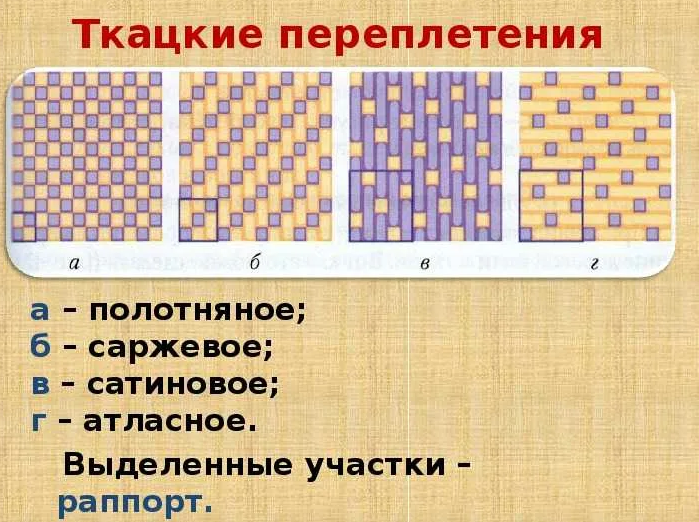 Ткацкие переплетения
а б в г
а – полотняное;
б – саржевое;
в – сатиновое;
г – атласное.
Выделенные участки –
раппорт.